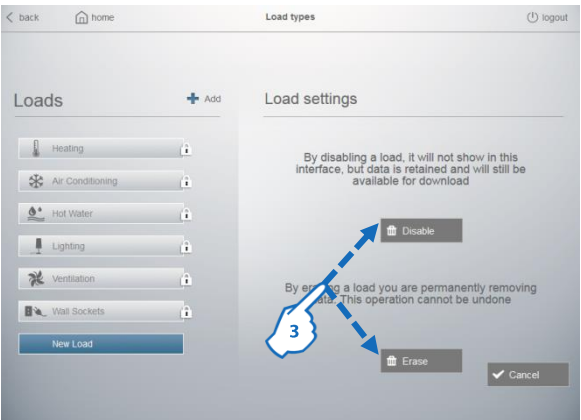 back
home
Load types
logout
Loads
Add
Load settings
Heating
Air Conditioning
Hot Water
Lighting
Ventilation
Wall Sockets
New Load
By disabling a load, it will not show in this
interface, but data is retained and will still be
available for download
Disable
By erasing a load you are permanently removing
data. This operation cannot be undone
3
Erase
Cancel